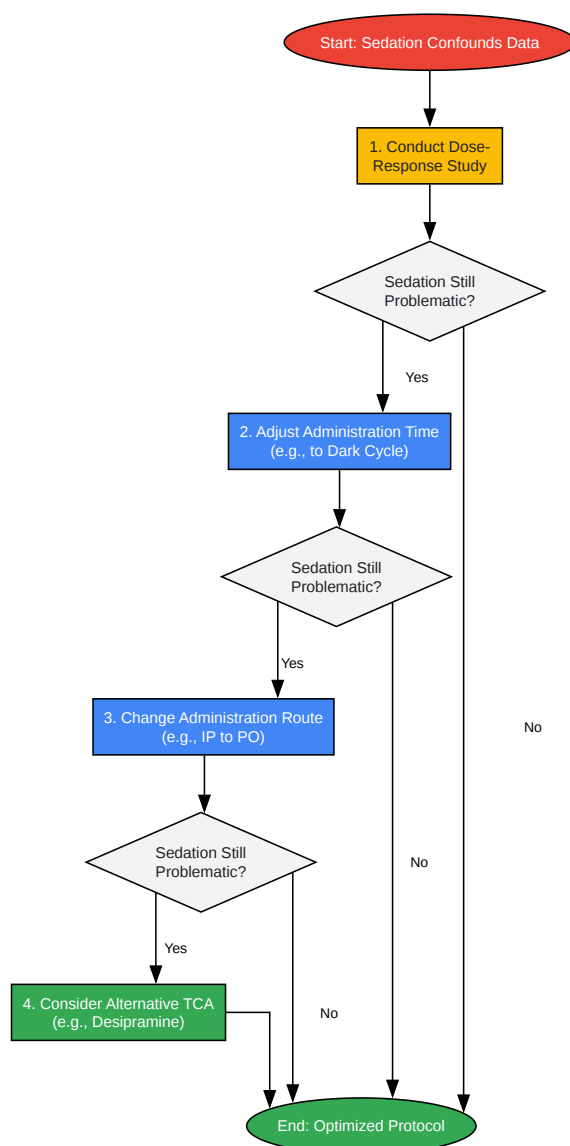 Start: Sedation Confounds Data
1. Conduct Dose-
Response Study
Sedation Still
Problematic?
Yes
2. Adjust Administration Time
(e.g., to Dark Cycle)
Sedation Still
Problematic?
Yes
3. Change Administration Route
(e.g., IP to PO)
No
Sedation Still
Problematic?
No
Yes
4. Consider Alternative TCA
(e.g., Desipramine)
No
End: Optimized Protocol